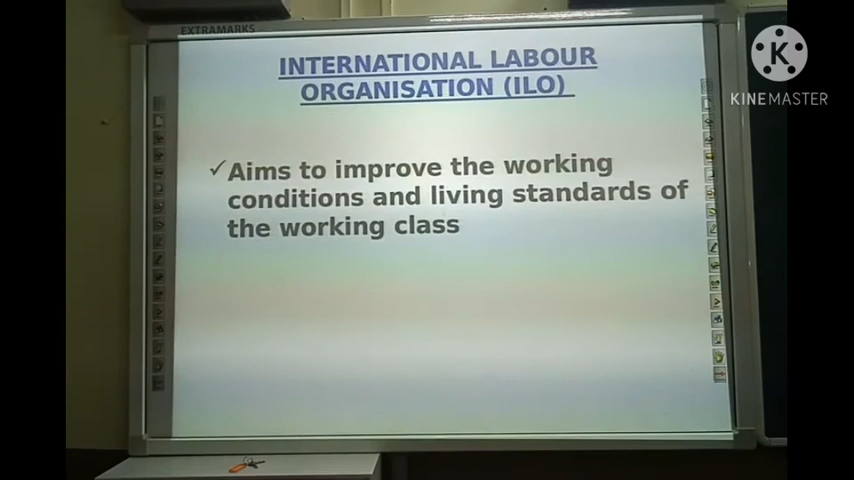 EXTRAMARKS
INTERNATIONAL LABOUR
ORGANISATION (ILO)
✓Aims to improve the working
conditions and living standards of
the working class
K
KINEMASTER